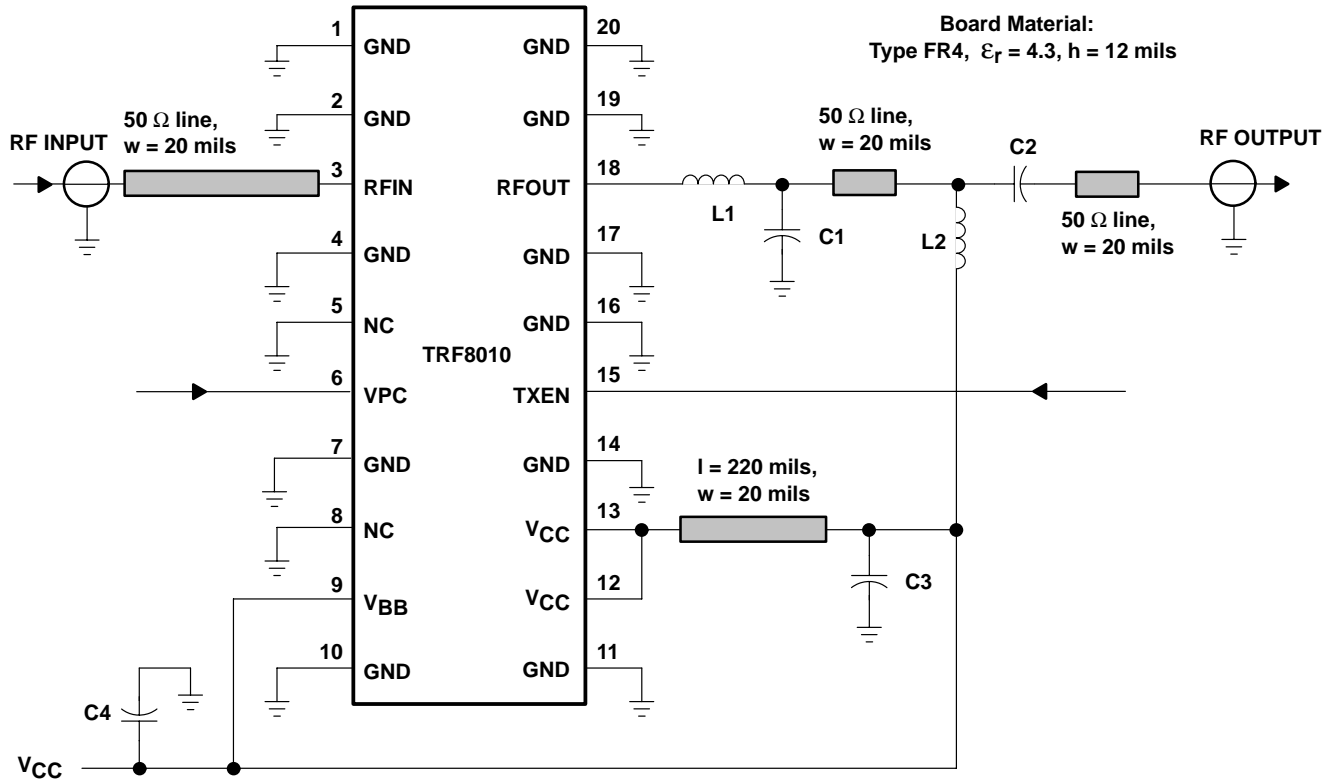 Board Material:
Type FR4, εr = 4.3, h = 12 mils
1
GND
20
GND
2
GND
19
GND
50 Ω line,
w = 20 mils
RF INPUT
3
RFIN
18
RFOUT
L1
C1
50 Ω line,
w = 20 mils
L2
C2
50 Ω line,
w = 20 mils
RF OUTPUT
4
GND
17
GND
5
NC
16
GND
TRF8010
6
VPC
15
TXEN
7
GND
14
GND
l = 220 mils,
w = 20 mils
8
NC
13
VCC
9
VBB
12
VCC
C3
10
GND
11
GND
C4
VCC